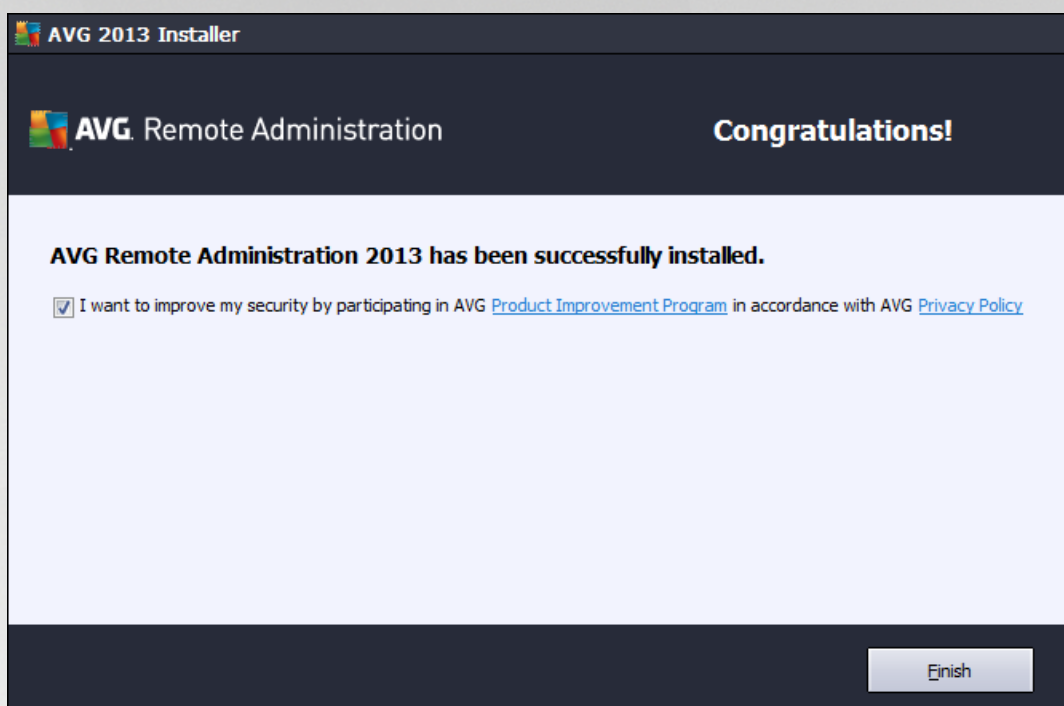 AVG 2013 Installer
AVG. Remote Administration
Congratulations!
AVG Remote Administration 2013 has been successfully installed.
I want to improve my security by participating in AVG Product Improvement Program in accordance with AVG Privacy Policy
Finish